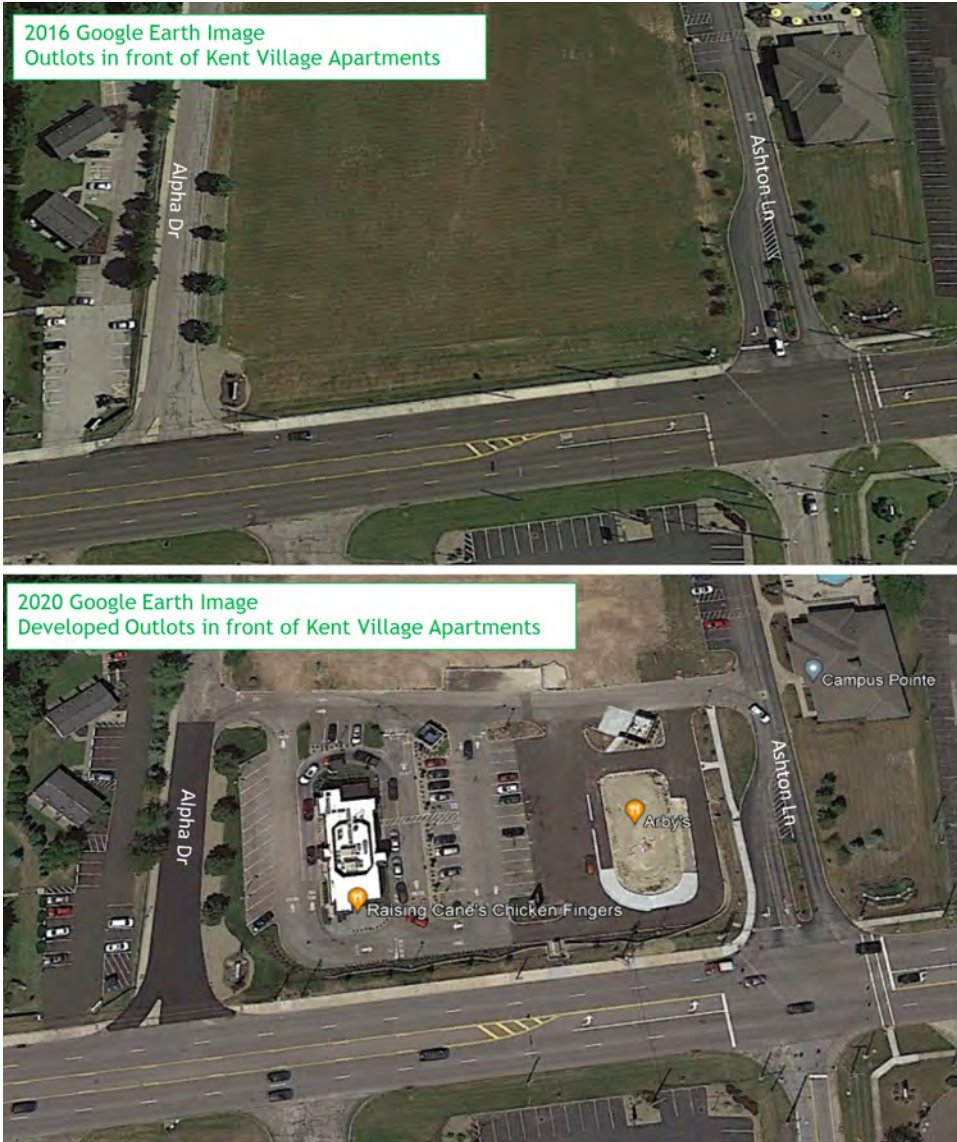 2016 Google Earth Image
Outlots in front of Kent Village Apartments
Alpha Dr
Ashton Ln
2020 Google Earth Image
Developed Outlots in front of Kent Village Apartments
Campus Pointe
Alpha Dr
Ashton Ln
Arby's
Raising Cane's Chicken Fingers